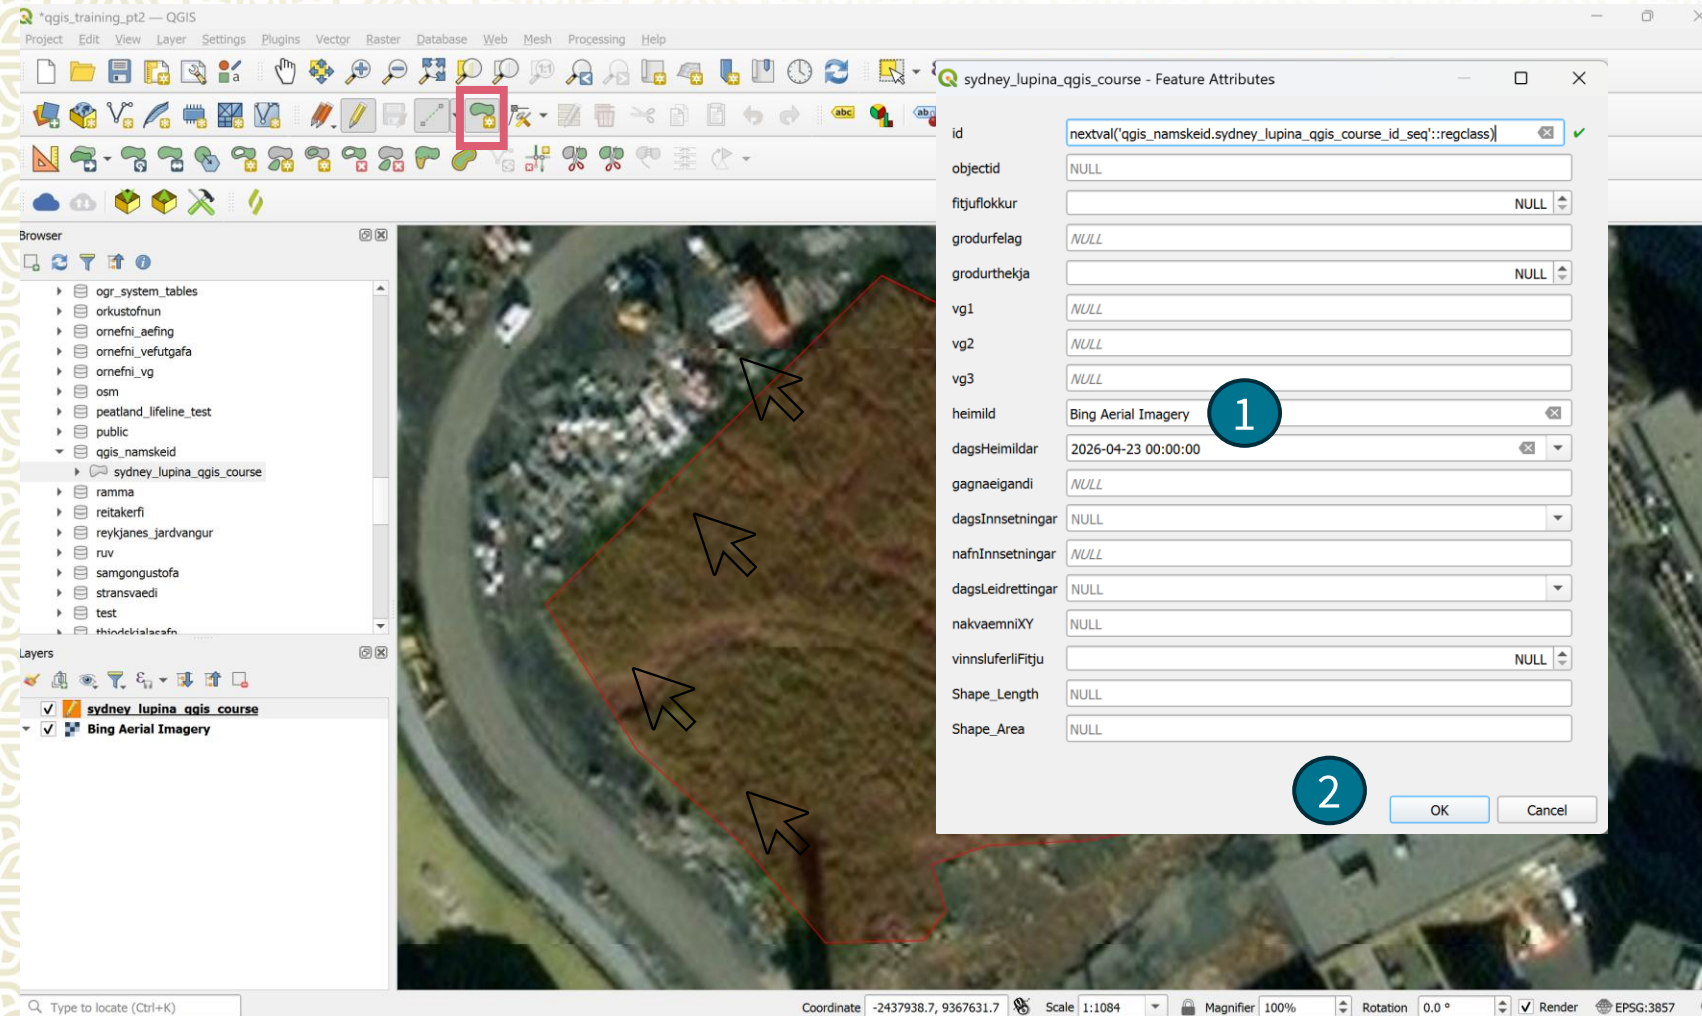 *qgis_training_pt2 — QGIS
Project Edit View Layer Settings Plugins Vector Raster Database Web Mesh Processing Help
abc
Browser
ogr_system_tables
orkustofnun
ornefni_aefing
ornefni_vefutgafa
ornefni_vg
osm
peatland_lifeline_test
public
qgis_namskeid
sydney_lupina_qgis_course
ramma
reitakerfi
reykjanes_jardvangur
ruv
samgongustofa
stransvaedi
test
thjodskjalasafn
Layers
sydney_lupina_qgis_course
Bing Aerial Imagery
sydney_lupina_qgis_course - Feature Attributes
id nextval('qgis_namskeid.sydney_lupina_qgis_course_id_seq'::regclass)
objectid NULL
fitjuflokkur NULL
grodurfelag NULL
grodurthekja NULL
vg1 NULL
vg2 NULL
vg3 NULL
heimild Bing Aerial Imagery
1
dagsHeimildar 2026-04-23 00:00:00
gagnaeigandi NULL
dagsInnsetningar NULL
nafnInnsetningar NULL
dagsLeidrettingar NULL
nakvaemniXY NULL
vinnsluferliFitju NULL
Shape_Length NULL
Shape_Area NULL
2
OK Cancel
Type to locate (Ctrl+K) Coordinate -2437938.7, 9367631.7 Scale 1:1084 Magnifier 100% Rotation 0.0 ° Render EPSG:3857